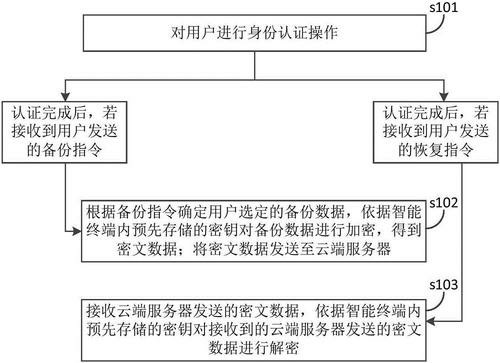 s101
对用户进行身份认证操作
认证完成后，若
接收到用户发送
的备份指令
认证完成后，若
接收到用户发送
的恢复指令
s102
根据备份指令确定用户选定的备份数据，依据智能
终端内预先存储的密钥对备份数据进行加密，得到
密文数据；将密文数据发送至云端服务器
s103
接收云端服务器发送的密文数据，依据智能终端内
预先存储的密钥对接收到的云端服务器发送的密文
数据进行解密